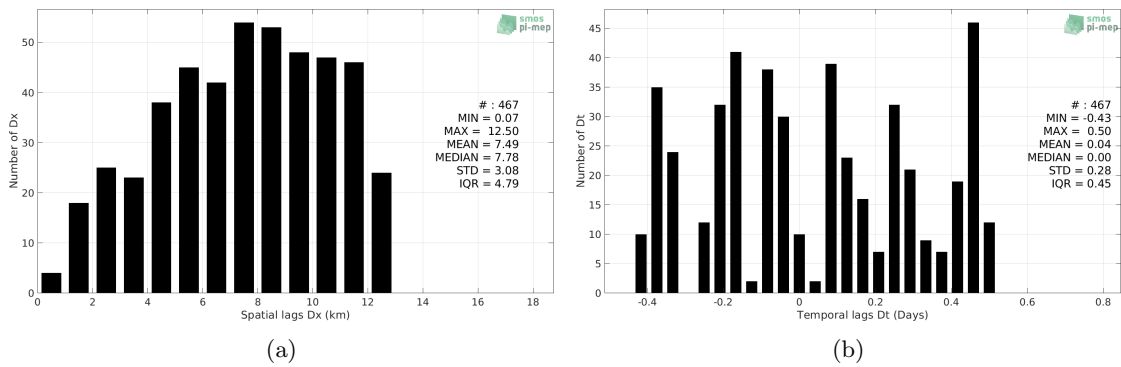 smos
pi-mep
50
40
30
20
10
0
Number of Dx
# : 467
MIN = 0.07
MAX = 12.50
MEAN = 7.49
MEDIAN = 7.78
STD = 3.08
IQR = 4.79
0 2 4 6 8 10 12 14 16 18
Spatial lags Dx (km)
(a)
smos
pi-mep
45
40
35
30
25
20
15
10
5
0
Number of Dt
# : 467
MIN = -0.43
MAX = 0.50
MEAN = 0.04
MEDIAN = 0.00
STD = 0.28
IQR = 0.45
-0.4 -0.2 0 0.2 0.4 0.6 0.8
Temporal lags Dt (Days)
(b)